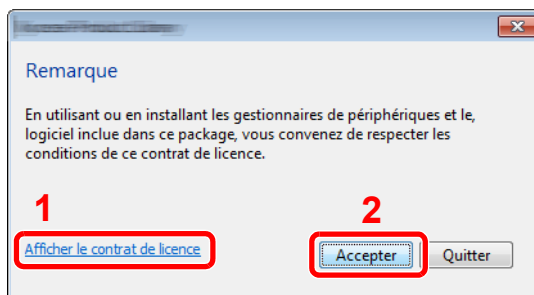 Remarque
En utilisant ou en installant les gestionnaires de périphériques et le,
logiciel inclue dans ce package, vous convenez de respecter les
conditions de ce contrat de licence.
1
2
Afficher le contrat de licence
Accepter
Quitter